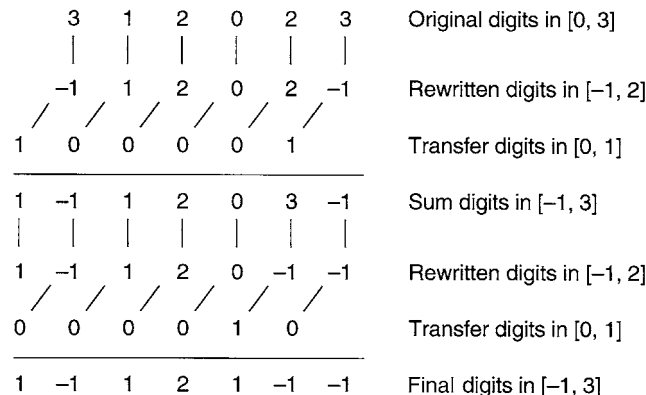 3 1 2 0 2 3 Original digits in [0, 3]
–1 1 2 0 2 –1 Rewritten digits in [–1, 2]
1 0 0 0 0 1 Transfer digits in [0, 1]
1 –1 1 2 0 3 –1 Sum digits in [–1, 3]
1 –1 1 2 0 –1 –1 Rewritten digits in [–1, 2]
0 0 0 0 1 0 Transfer digits in [0, 1]
1 –1 1 2 1 –1 –1 Final digits in [–1, 3]